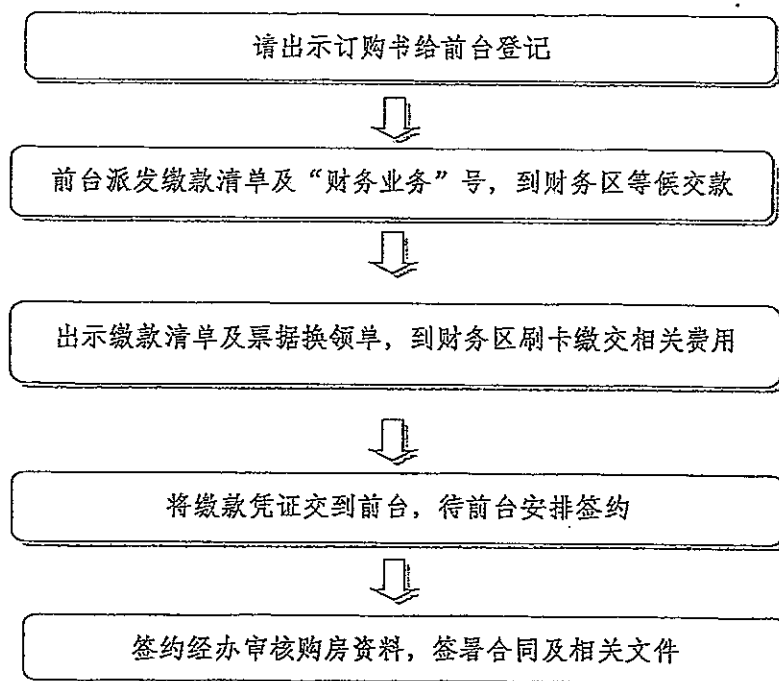 请出示订购书给前台登记
前台派发缴款清单及“财务业务”号，到财务区等候交款
出示缴款清单及票据换领单，到财务区刷卡缴交相关费用
将缴款凭证交到前台，待前台安排签约
签约经办审核购房资料，签署合同及相关文件